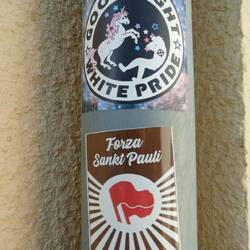 GOOD NIGHT
WHITE PRIDE
Forza
Sankt Pauli